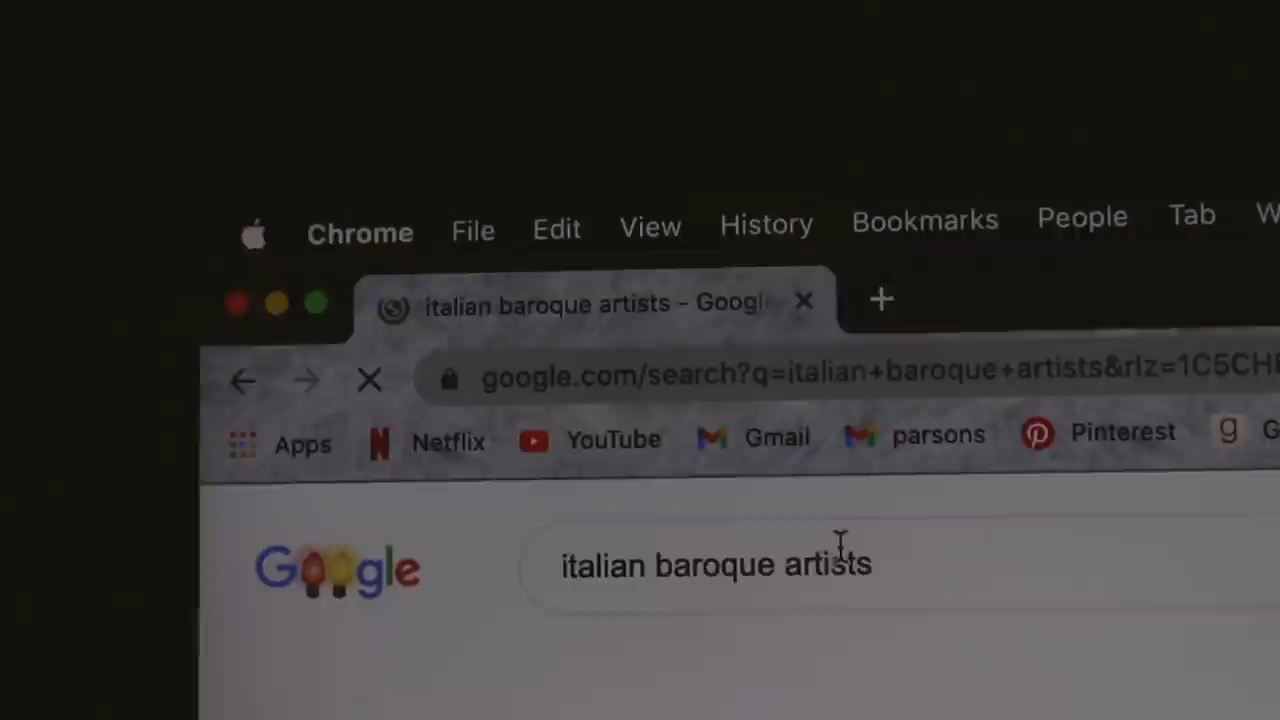 Chrome File Edit View History Bookmarks People Tab W
italian baroque artists - Googl
google.com/search?q=italian+baroque+artists&rlz=1C5CH
Apps Netflix YouTube Gmail parsons Pinterest g G
Google italian baroque artists